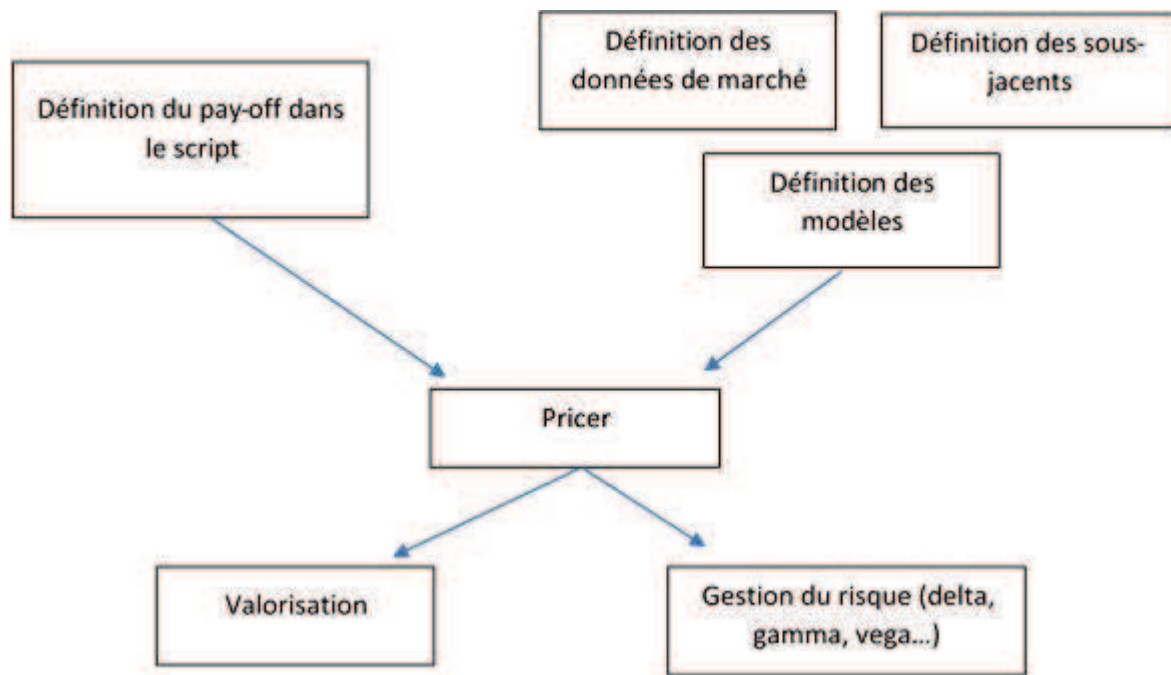 Définition du pay-off dans
le script
Définition des
données de marché
Définition des sous-
jacents
Définition des
modèles
Pricer
Valorisation
Gestion du risque (delta,
gamma, vega...)